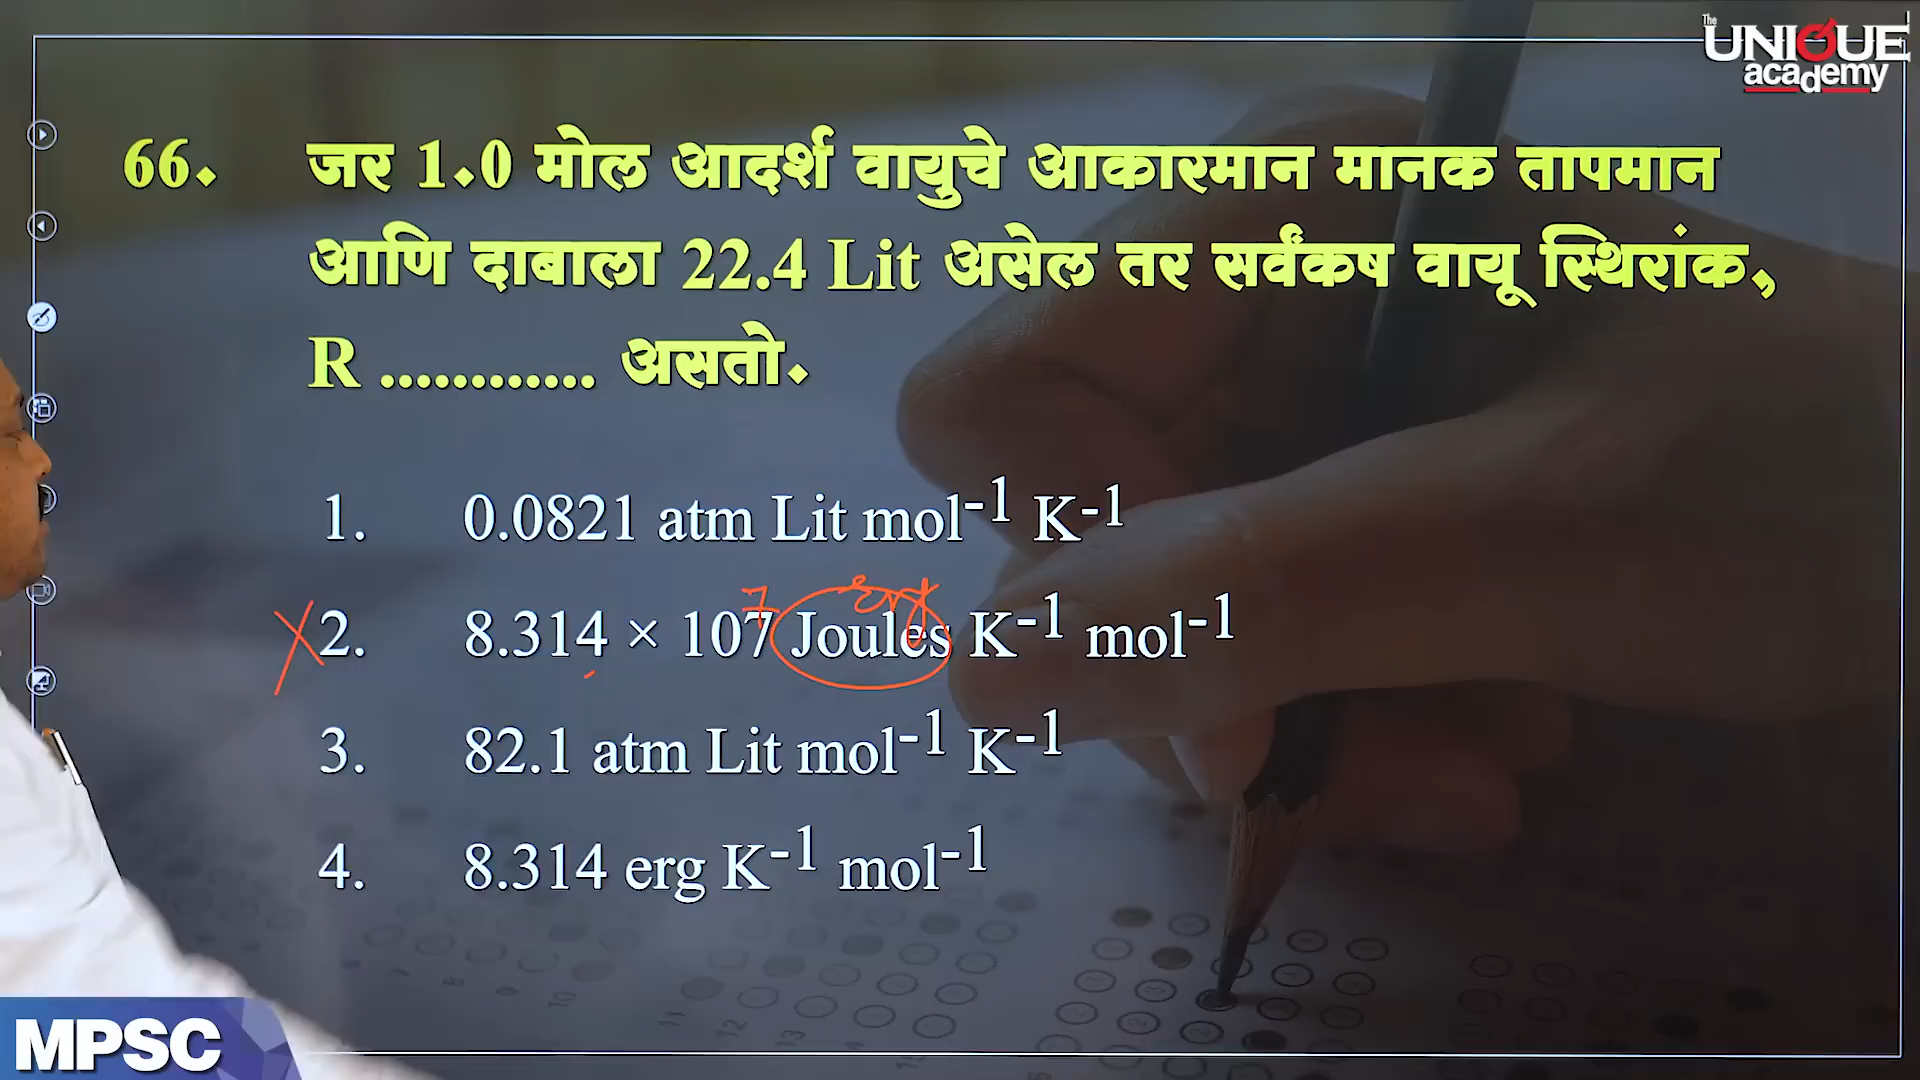 The
UNIQUE
academy
66. जर 1.0 मोल आदर्श वायुचे आकारमान मानक तापमान
आणि दाबाला 22.4 Lit असेल तर सर्वंकष वायू स्थिरांक,
R ............ असतो.
1. 0.0821 atm Lit mol⁻¹ K⁻¹
7 erg
X 2. 8.314 × 107 Joules K⁻¹ mol⁻¹
3. 82.1 atm Lit mol⁻¹ K⁻¹
4. 8.314 erg K⁻¹ mol⁻¹
MPSC